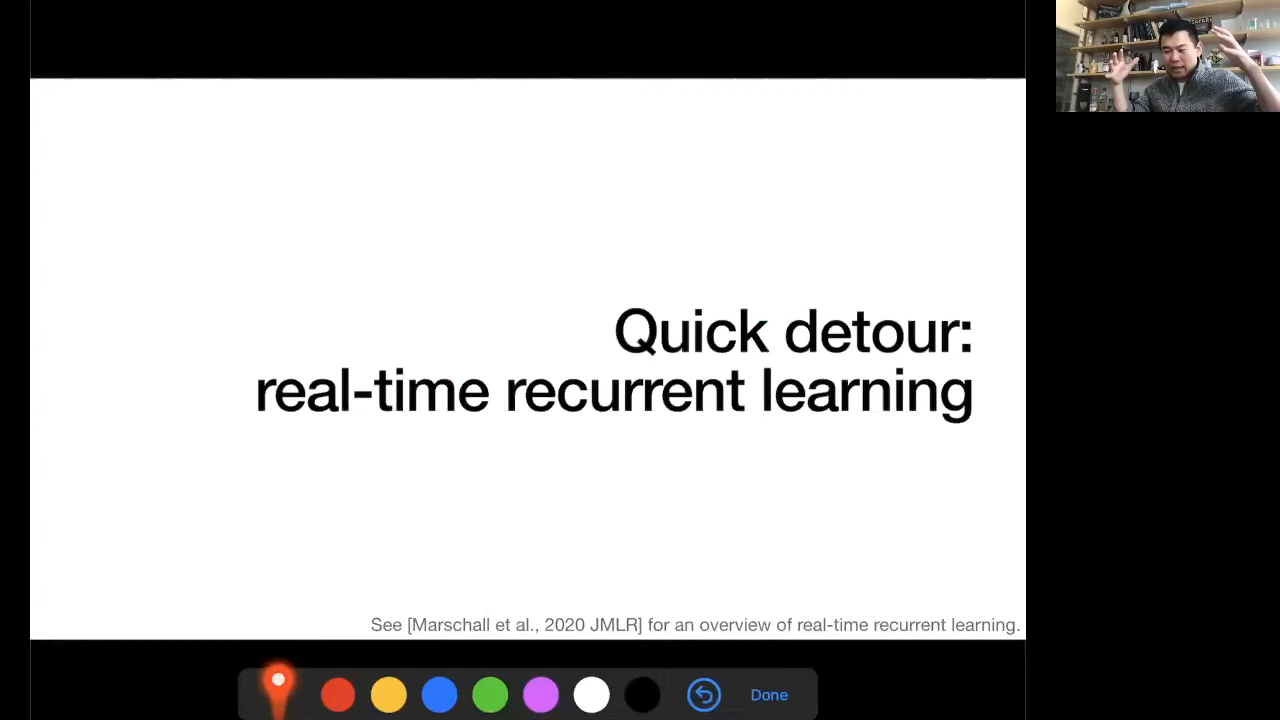 Quick detour:
real-time recurrent learning
See [Marschall et al., 2020 JMLR] for an overview of real-time recurrent learning.
Done